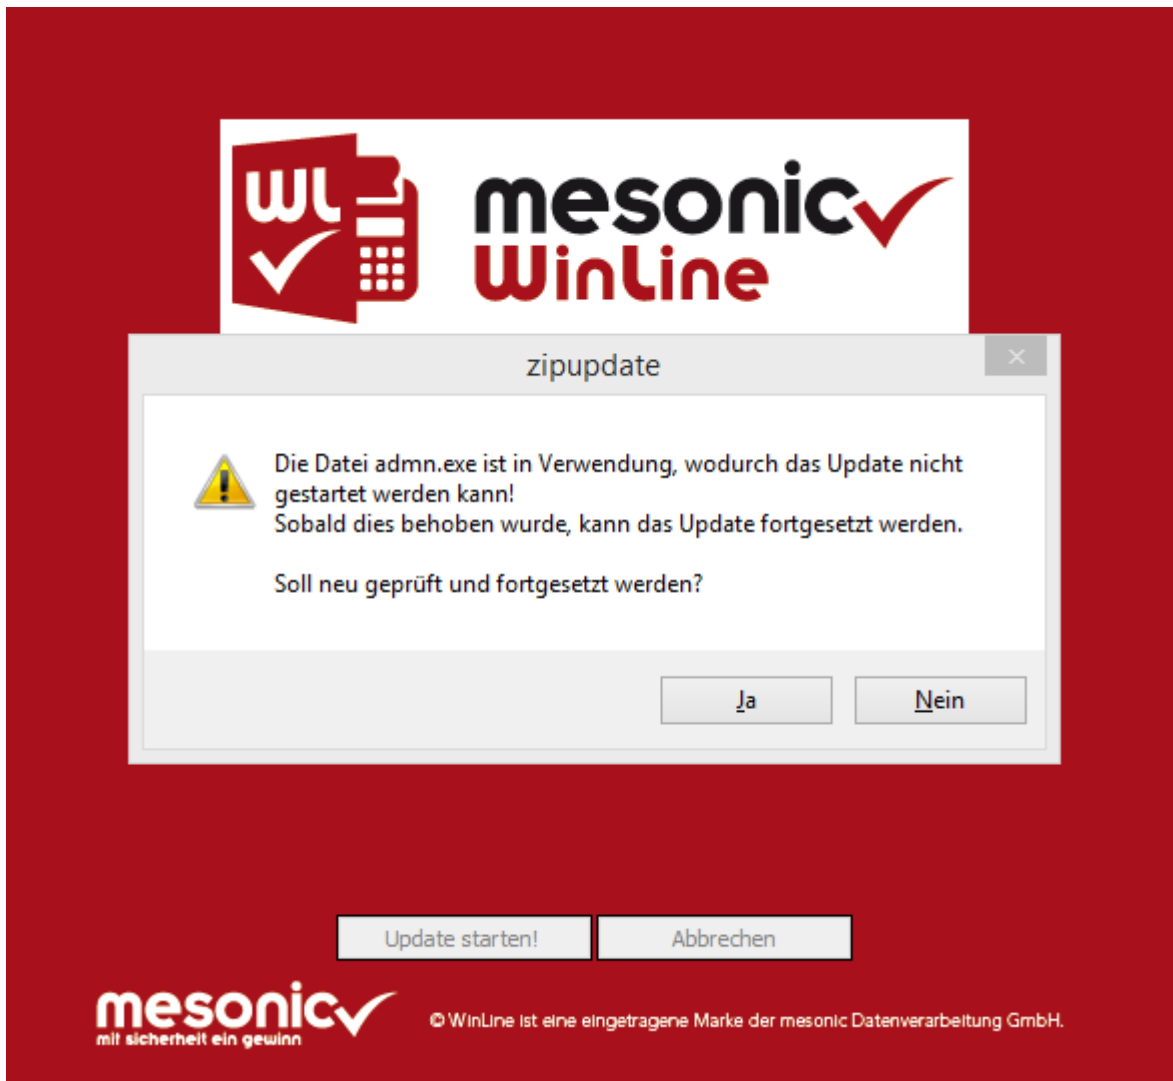 WL
mesonic
WinLine
zipupdate
Die Datei admn.exe ist in Verwendung, wodurch das Update nicht
gestartet werden kann!
Sobald dies behoben wurde, kann das Update fortgesetzt werden.
Soll neu geprüft und fortgesetzt werden?
Ja
Nein
Update starten!
Abbrechen
mesonic
mit sicherheit ein gewinn
© WinLine ist eine eingetragene Marke der mesonic Datenverarbeitung GmbH.